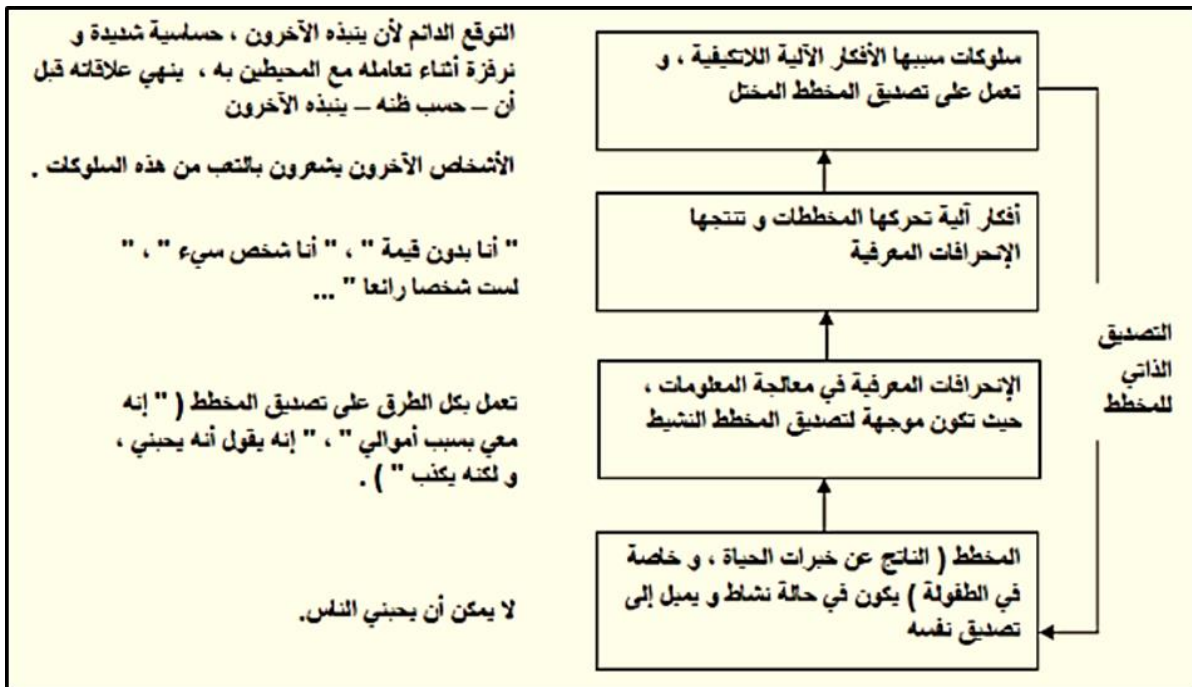 سلوكات سببها الأفكار الآلية اللاتكيفية ، و
تعمل على تصديق المخطط المختل
التوقع الدائم لأن ينبذه الآخرون ، حساسية شديدة و
نرفزة أثناء تعامله مع المحيطين به ، ينهي علاقاته قبل
أن – حسب ظنه – ينبذه الآخرون
الأشخاص الآخرون يشعرون بالتعب من هذه السلوكات .
أفكار آلية تحركها المخططات و تنتجها
الإنحرافات المعرفية
" أنا بدون قيمة " ، " أنا شخص سيء " ، "
لست شخصا رائعا " ...
التصديق
الذاتي
للمخطط
الإنحرافات المعرفية في معالجة المعلومات ،
حيث تكون موجهة لتصديق المخطط النشيط
تعمل بكل الطرق على تصديق المخطط ( " إنه
معي بسبب أموالي " ، " إنه يقول أنه يحبني ،
و لكنه يكذب " ) .
المخطط ( الناتج عن خبرات الحياة ، و خاصة
في الطفولة ) يكون في حالة نشاط و يميل إلى
تصديق نفسه
لا يمكن أن يحبني الناس.